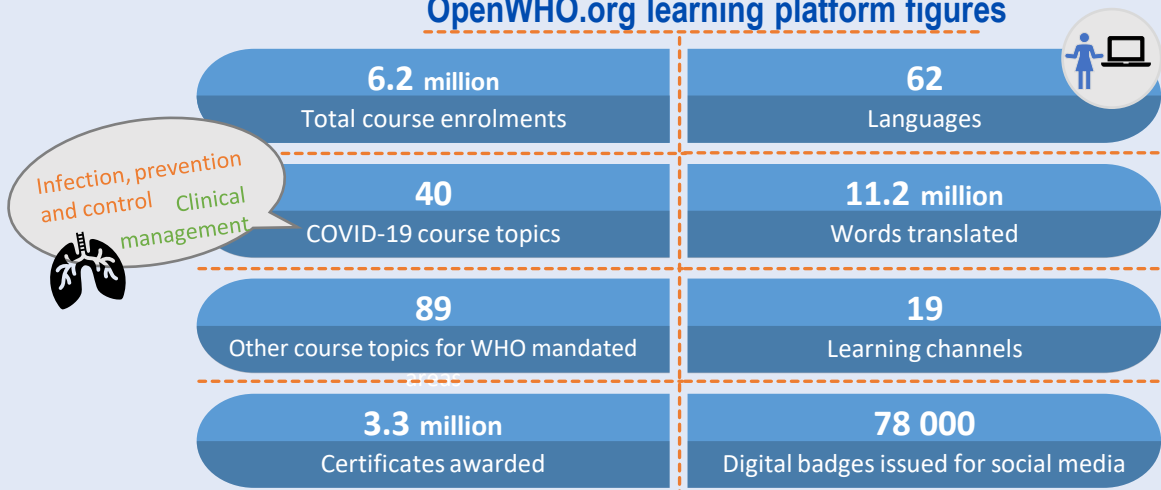 OpenWHO.org learning platform figures
6.2 million
Total course enrolments
62
Languages
Infection, prevention
and control Clinical
management
40
COVID-19 course topics
11.2 million
Words translated
89
Other course topics for WHO mandated
areas
19
Learning channels
3.3 million
Certificates awarded
78 000
Digital badges issued for social media